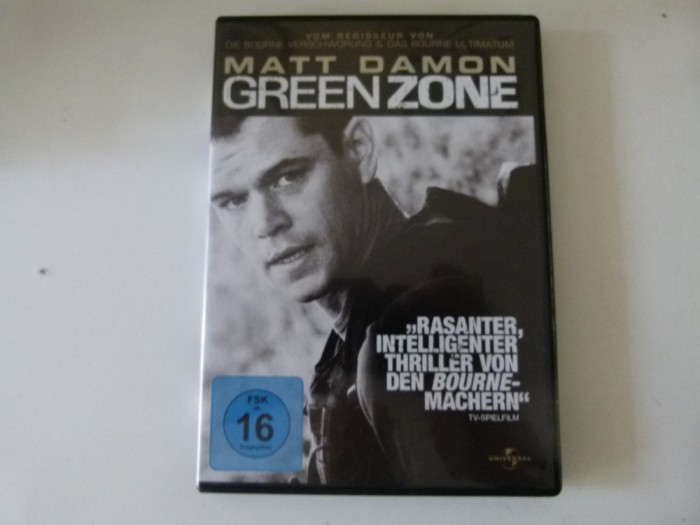 VOM REGISSEUR VON
DIE BOURNE VERSCHWÖRUNG & DAS BOURNE ULTIMATUM
MATT DAMON
GREEN ZONE
„RASANTER,
INTELLIGENTER
THRILLER VON
DEN BOURNE-
MACHERN“
TV-SPIELFILM
FSK
ab
16
freigegeben
UNIVERSAL